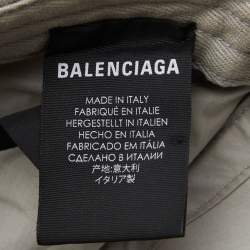 BALENCIAGA
MADE IN ITALY
FABRIQUÉ EN ITALIE
HERGESTELLT IN ITALIEN
HECHO EN ITALIA
FABRICADO EM ITÁLIA
СДЕЛАНО В ИТАЛИИ
产地:意大利
イタリア製